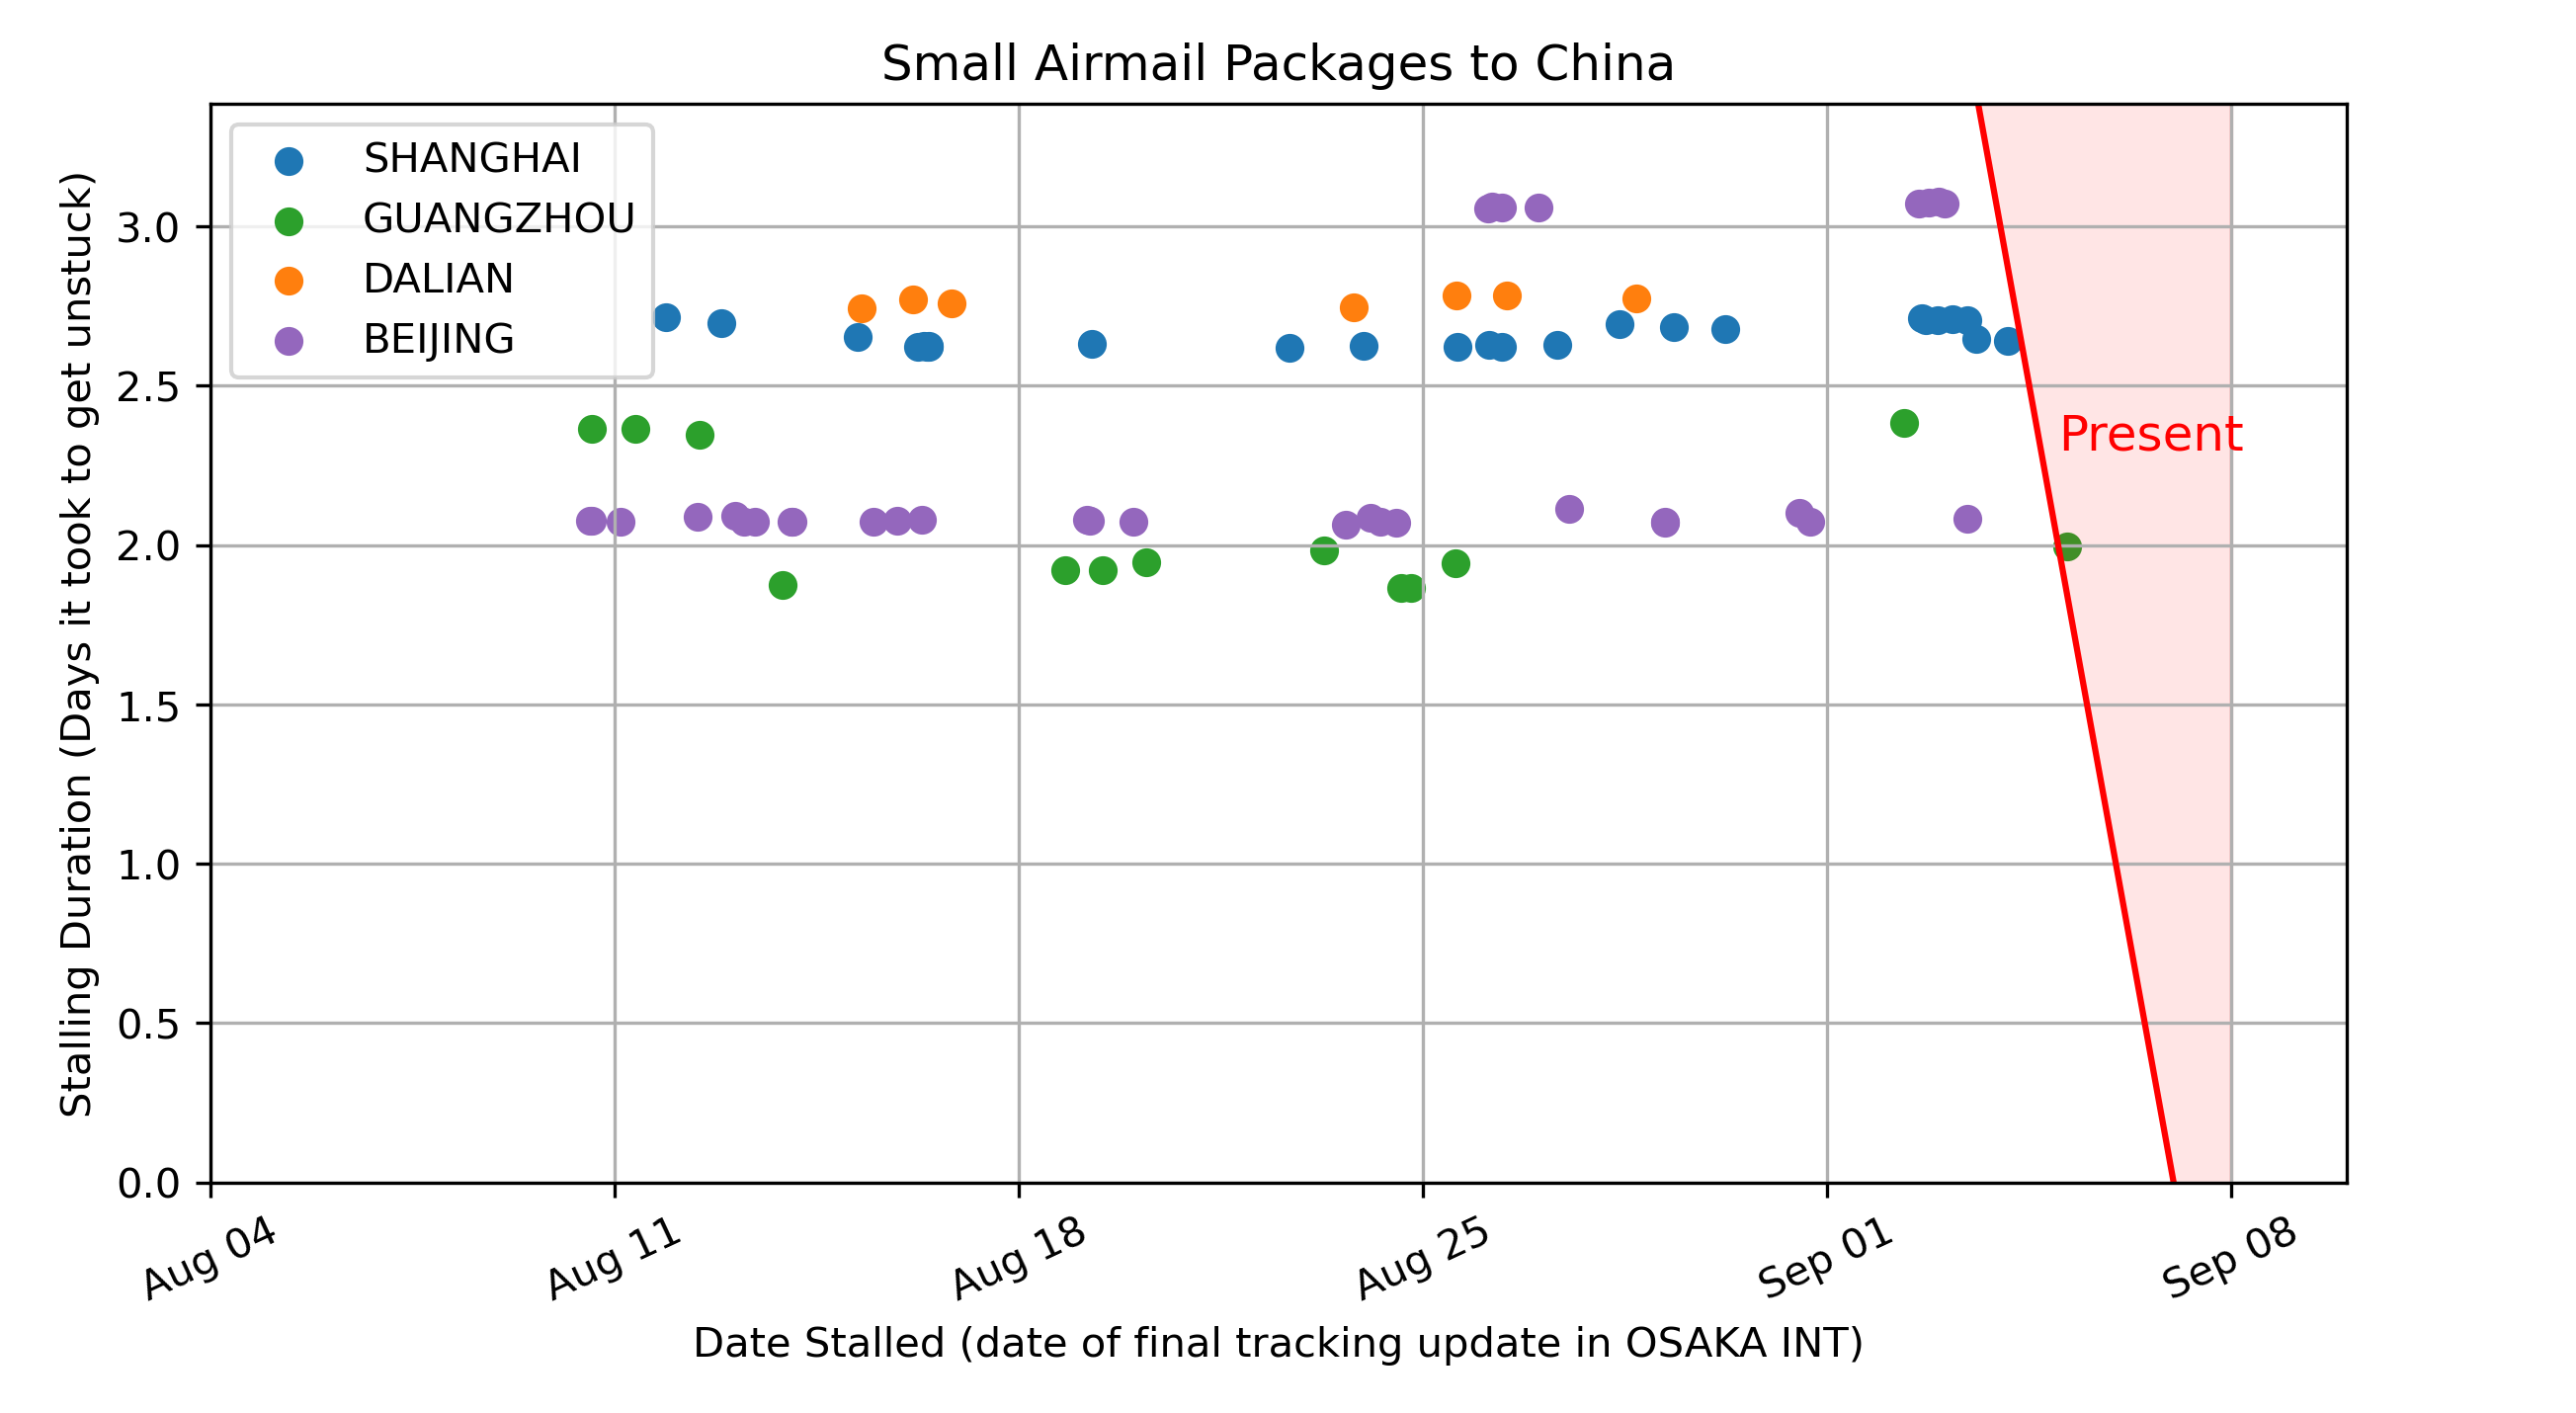 Small Airmail Packages to China
SHANGHAI
GUANGZHOU
DALIAN
BEIJING
Stalling Duration (Days it took to get unstuck)
3.0
2.5
2.0
1.5
1.0
0.5
0.0
Present
Aug 04
Aug 11
Aug 18
Aug 25
Sep 01
Sep 08
Date Stalled (date of final tracking update in OSAKA INT)